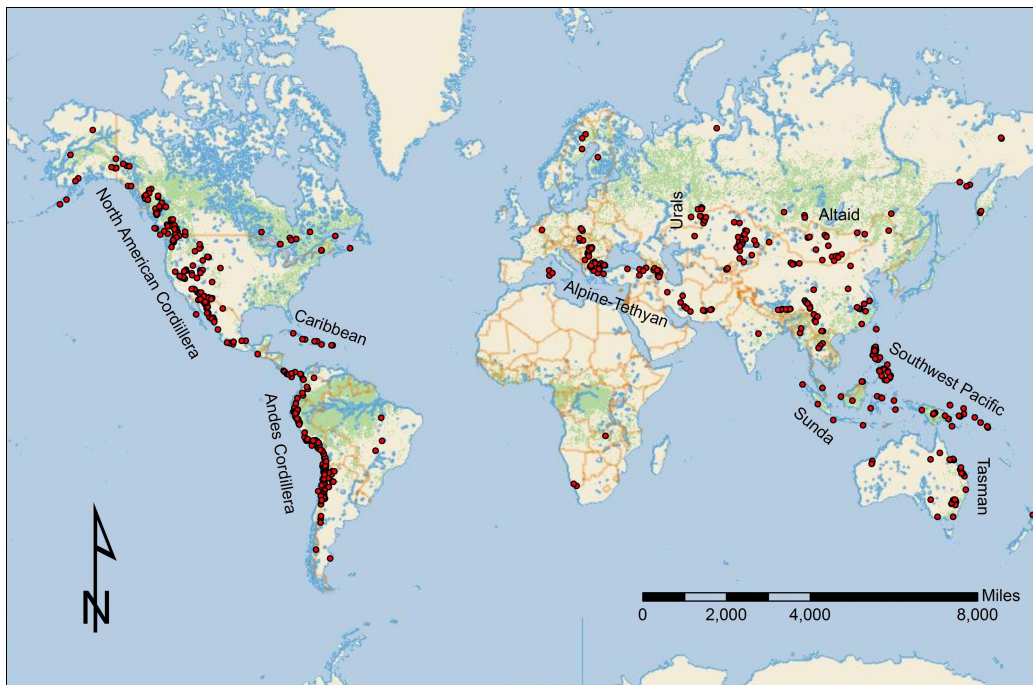 Urals
Altaid
North American Cordillera
Alpine-Tethyan
Caribbean
Southwest Pacific
Andes Cordillera
Sunda
Tasman
N
Miles
0 2,000 4,000 8,000